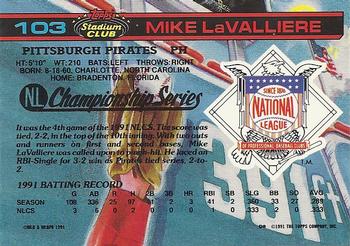 103
Topps
Stadium
CLUB
MIKE LaVALLIERE
PITTSBURGH PIRATES PH
HT: 5'10" WT: 210 BATS: LEFT THROWS: RIGHT
BORN: 8-18-60, CHARLOTTE, NORTH CAROLINA
HOME: BRADENTON, FLORIDA
NL Championship Series
It was the 4th game of the 1991 NLCS. The score was
tied, 2-2, in the top of the 10th inning. With two
outs and runners on first and second bases, Mike
LaValliere was called upon to pinch-hit. He laced an
RBI-Single for 3-2 win as Pirates tied series, 2-to-
2.
SINCE 1876
NATIONAL
LEAGUE
OF PROFESSIONAL BASEBALL CLUBS
T.M.
1991 BATTING RECORD
G AB R H 2B 3B HR RBI SB SLG BB SO AVG
SEASON 108 336 25 97 11 2 3 41 2 .360 33 27 .289
NLCS 3 6 0 2 0 0 0 1 0 .333 2 0 .333
©MLB & MSBPA 1991
©1991 THE TOPPS COMPANY, INC.